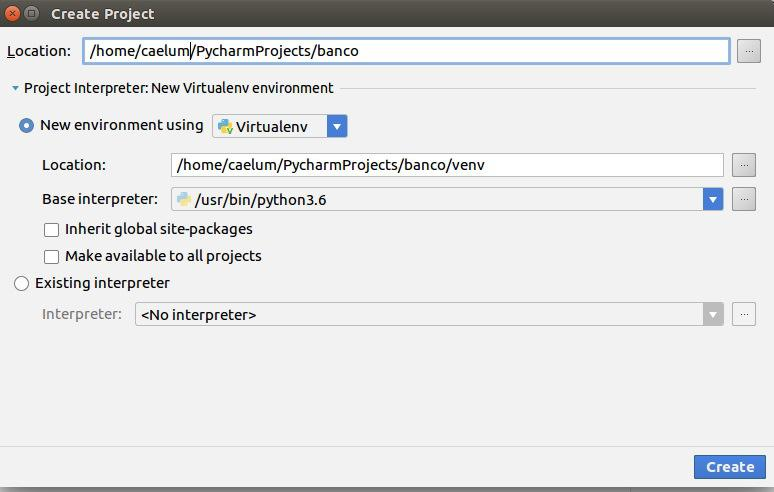 Create Project
Location: /home/caelum/PycharmProjects/banco ...
Project Interpreter: New Virtualenv environment
New environment using Virtualenv
Location: /home/caelum/PycharmProjects/banco/venv ...
Base interpreter: /usr/bin/python3.6 ...
Inherit global site-packages
Make available to all projects
Existing interpreter
Interpreter: <No interpreter> ...
Create